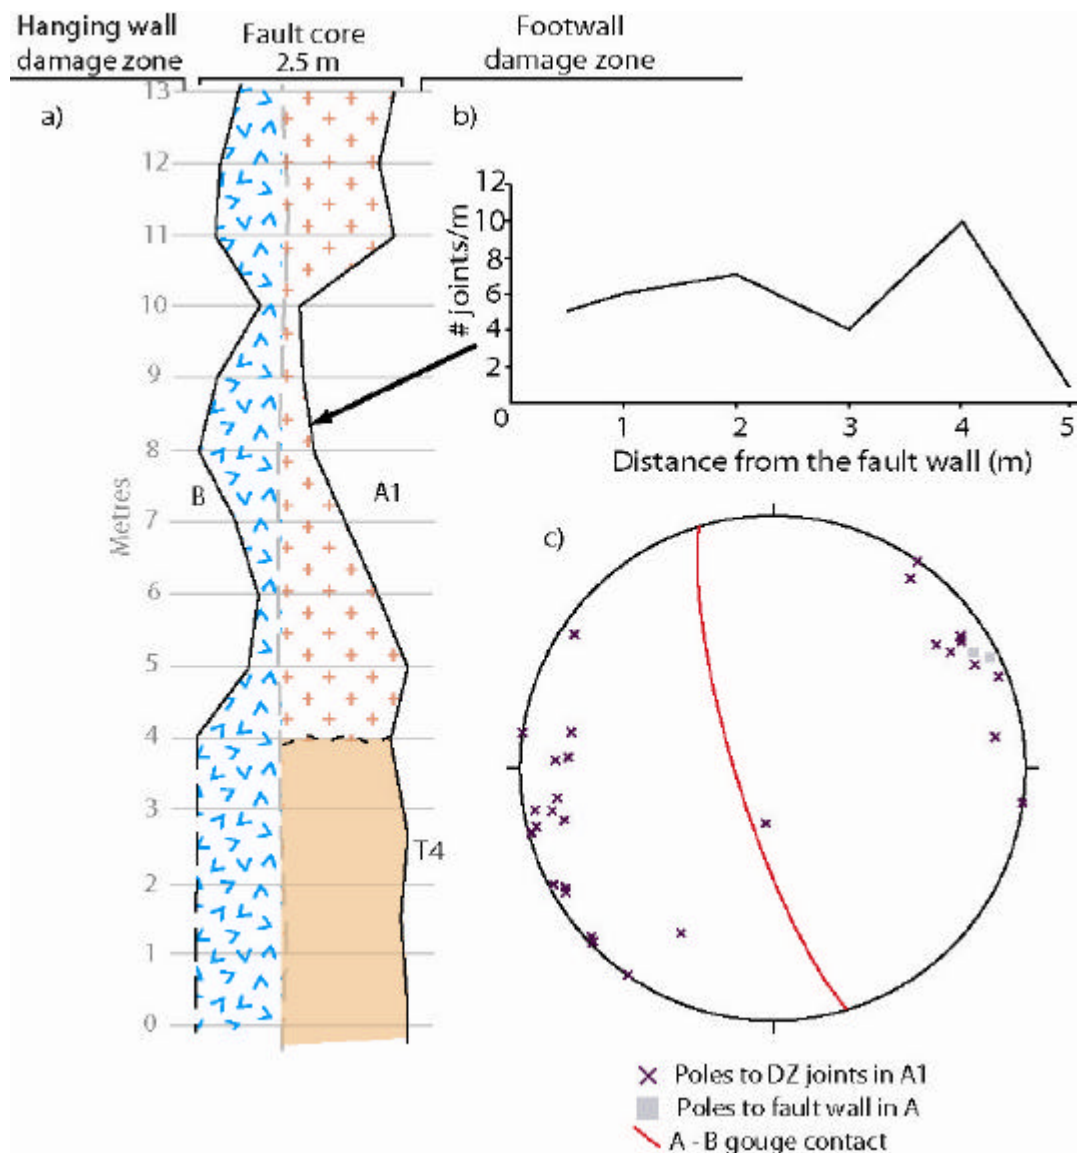 Hanging wall
damage zone
Fault core
2.5 m
Footwall
damage zone
a)
13
12
11
10
9
8
7
6
5
4
3
2
1
0
Metres
B
A1
T4
b)
# joints/m
12
10
8
6
4
2
0
1
2
3
4
5
Distance from the fault wall (m)
c)
Poles to DZ joints in A1
Poles to fault wall in A
A - B gouge contact